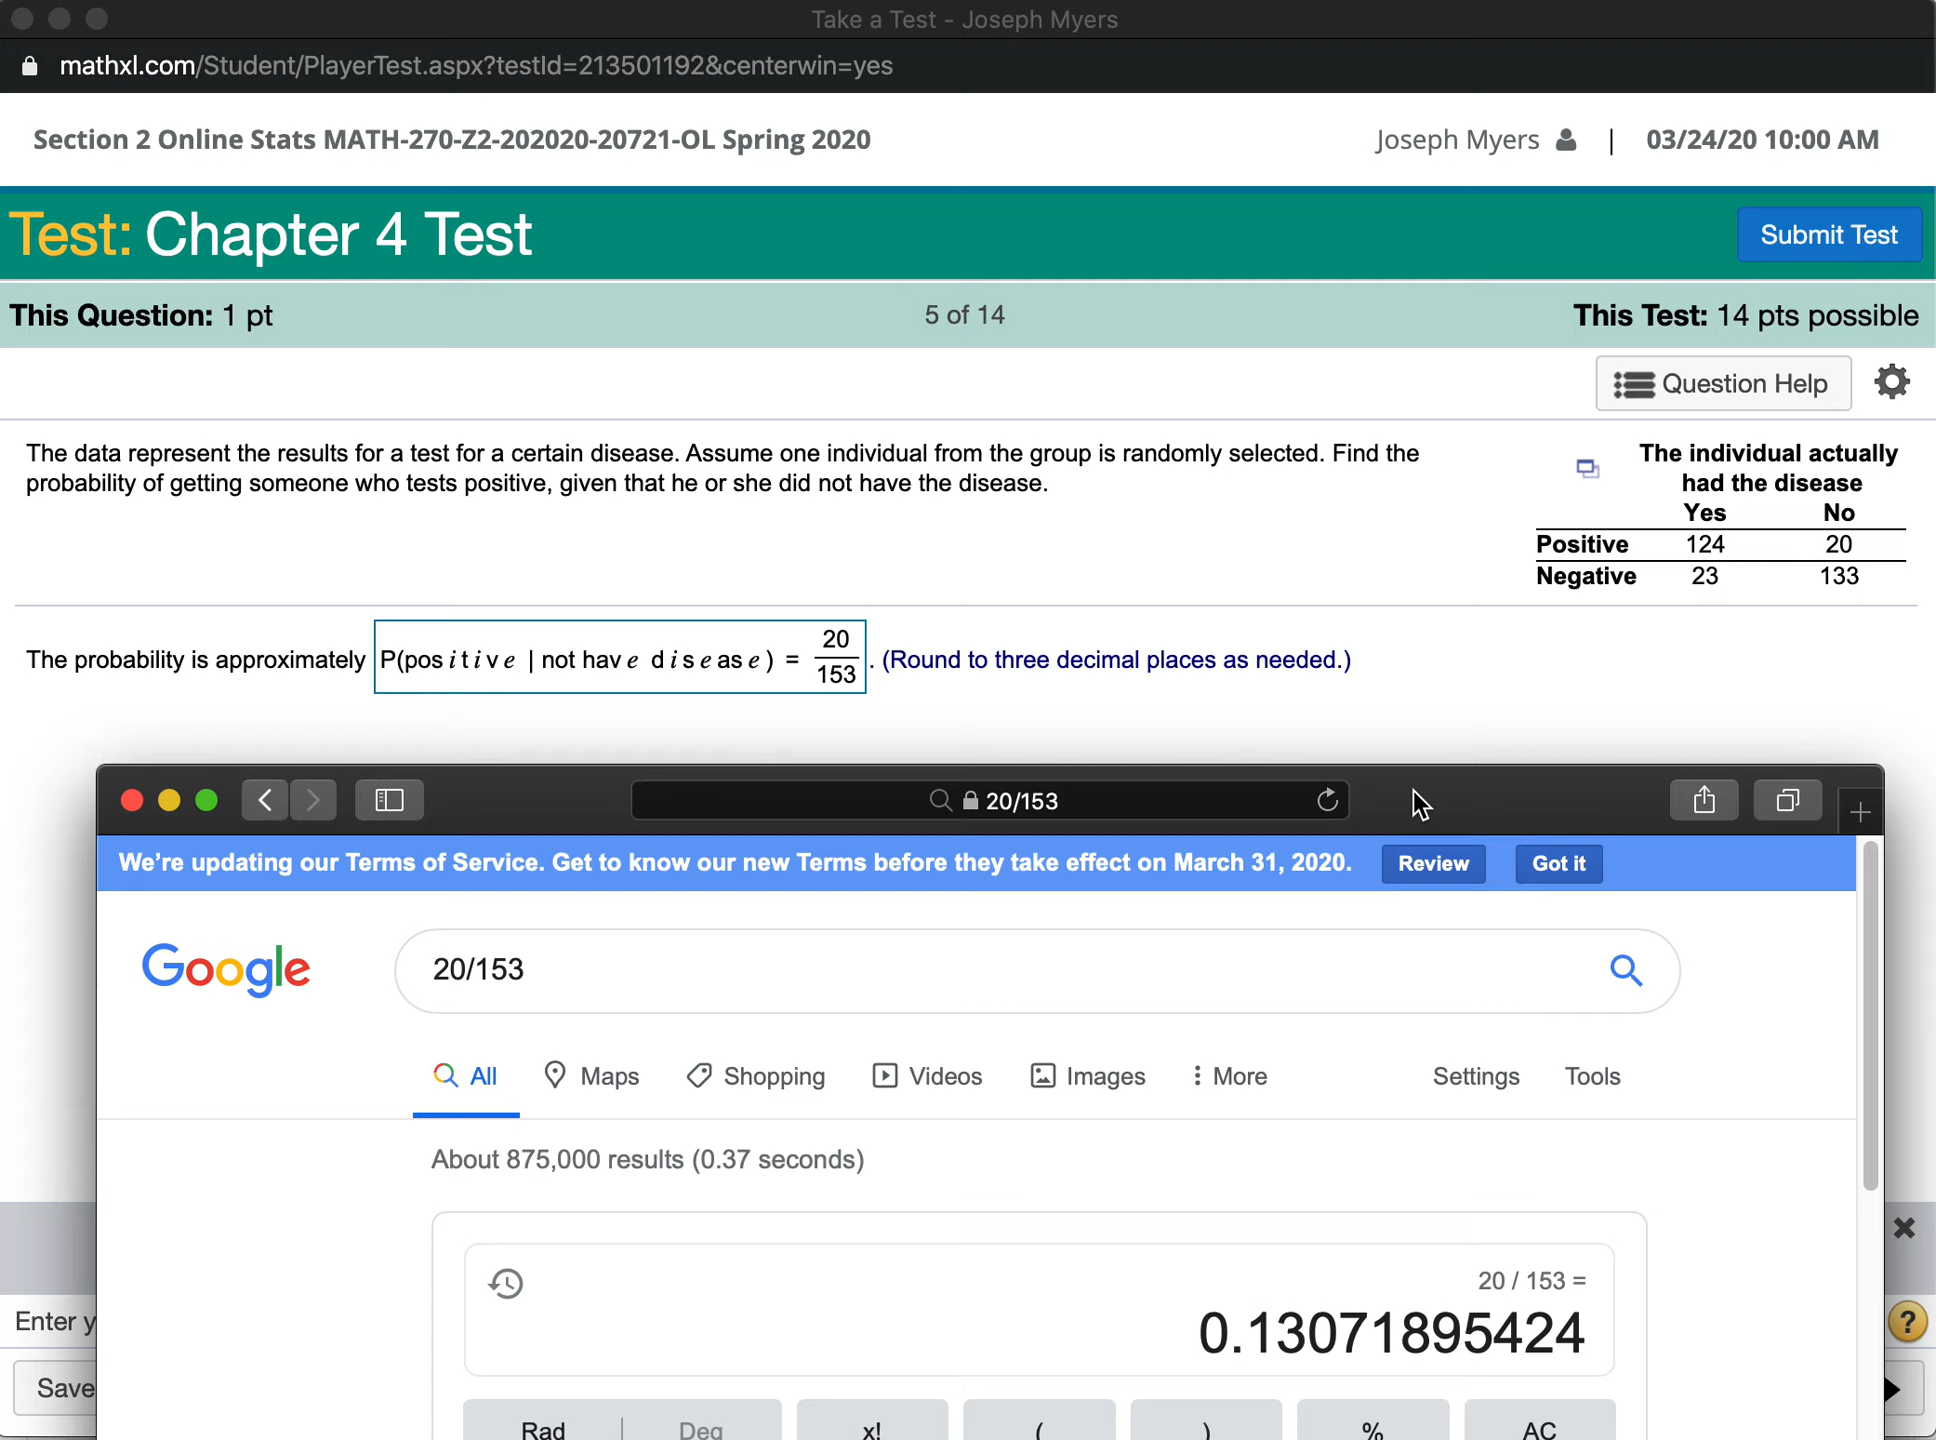 Take a Test - Joseph Myers
mathxl.com/Student/PlayerTest.aspx?testId=213501192&centerwin=yes
Section 2 Online Stats MATH-270-Z2-202020-20721-OL Spring 2020 Joseph Myers | 03/24/20 10:00 AM
Test: Chapter 4 Test Submit Test
This Question: 1 pt 5 of 14 This Test: 14 pts possible
Question Help
The data represent the results for a test for a certain disease. Assume one individual from the group is randomly selected. Find the
probability of getting someone who tests positive, given that he or she did not have the disease.
The individual actually
had the disease
Yes No
Positive 124 20
Negative 23 133
The probability is approximately P(positive | not have disease) = 20/153. (Round to three decimal places as needed.)
20/153
We're updating our Terms of Service. Get to know our new Terms before they take effect on March 31, 2020. Review Got it
Google 20/153
All Maps Shopping Videos Images More Settings Tools
About 875,000 results (0.37 seconds)
20 / 153 =
0.13071895424
Enter y
?
Save
Rad Deg x! ( ) % AC